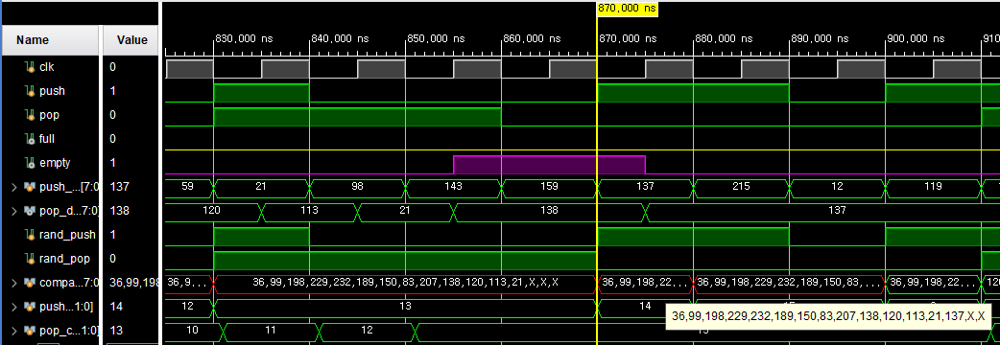 870,000 ns
Name Value 830,000 ns 840,000 ns 850,000 ns 860,000 ns 870,000 ns 880,000 ns 890,000 ns 900,000 ns 910
clk 0
push 1
pop 0
full 0
empty 1
push_...[7:0 137 59 21 98 143 159 137 215 12 119
pop_d...7:0] 138 120 113 21 138 137
rand_push 1
rand_pop 0
compa...7:0 36,99,198 36,9... 36,99,198,229,232,189,150,83,207,138,120,113,21,X,X,X 36,99,198,22... 36,99,198,229,232,189,150,83,... 36,99,198,22... 120
push...1:0] 14 12 13 14
36,99,198,229,232,189,150,83,207,138,120,113,21,137,X,X
pop_c...1:0] 13 10 11 12